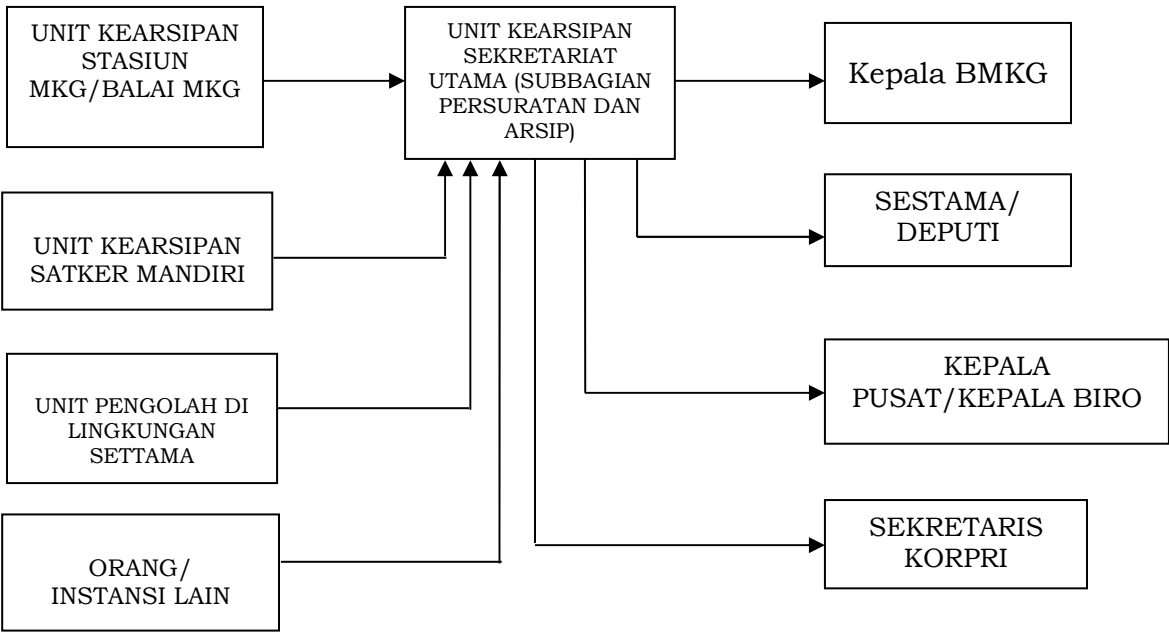 UNIT KEARSIPAN
STASIUN
MKG/BALAI MKG
UNIT KEARSIPAN
SEKRETARIAT
UTAMA (SUBBAGIAN
PERSURATAN DAN
ARSIP)
Kepala BMKG
UNIT KEARSIPAN
SATKER MANDIRI
SESTAMA/
DEPUTI
UNIT PENGOLAH DI
LINGKUNGAN
SETTAMA
KEPALA
PUSAT/KEPALA BIRO
ORANG/
INSTANSI LAIN
SEKRETARIS
KORPRI